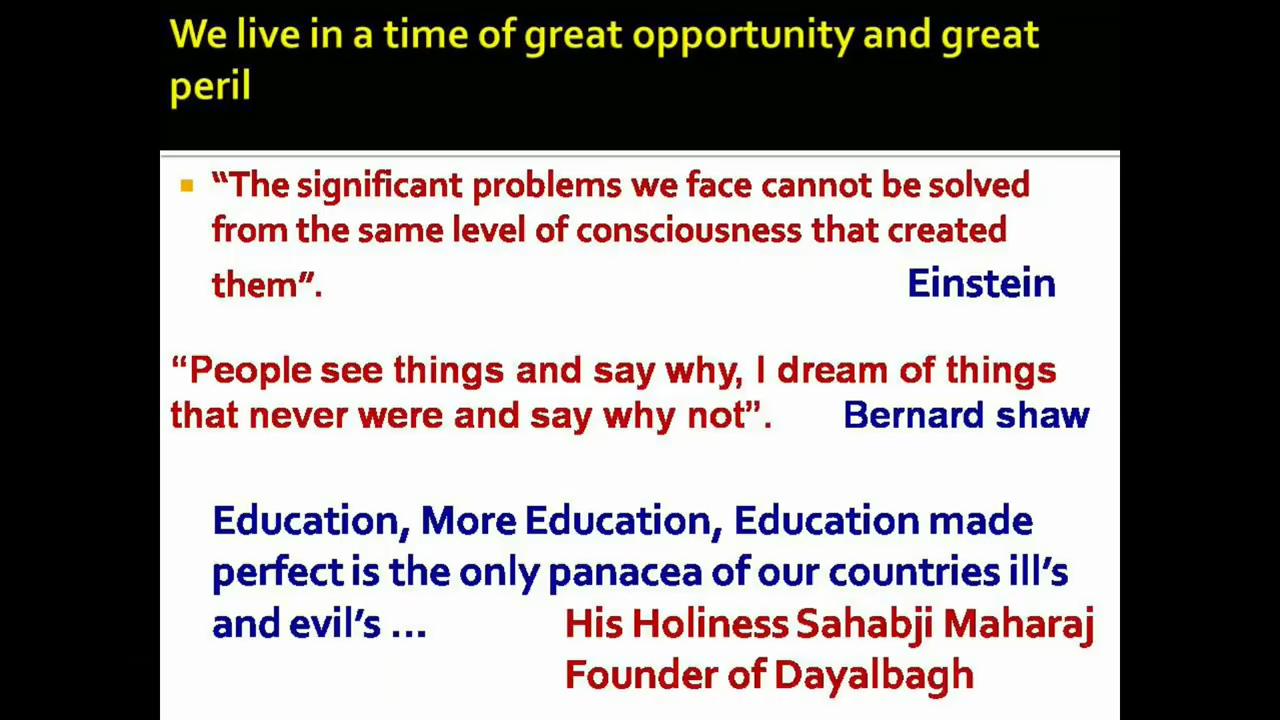 We live in a time of great opportunity and great
peril
“The significant problems we face cannot be solved
from the same level of consciousness that created
them”. Einstein
“People see things and say why, I dream of things
that never were and say why not”. Bernard shaw
Education, More Education, Education made
perfect is the only panacea of our countries ill’s
and evil’s ... His Holiness Sahabji Maharaj
Founder of Dayalbagh